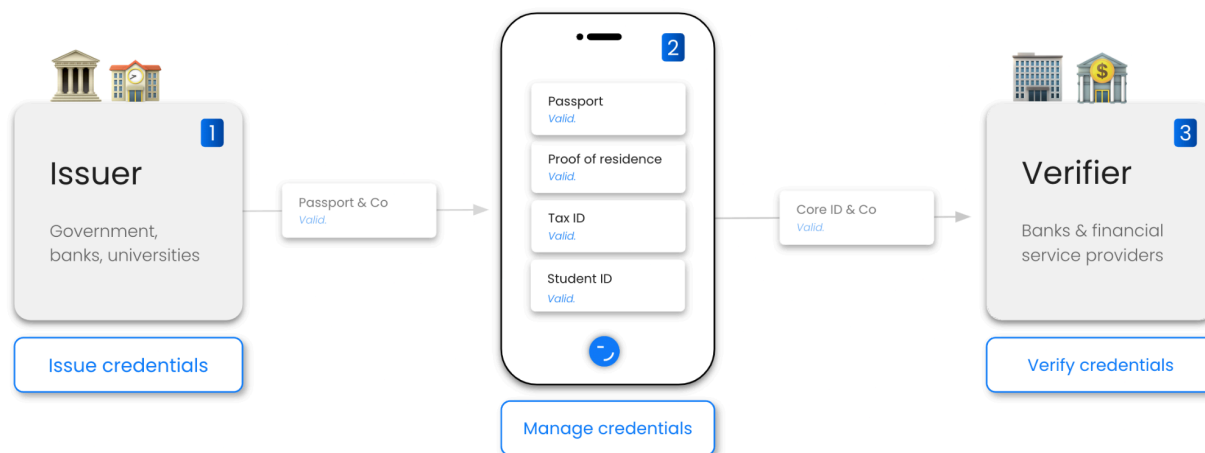 1
Issuer
Government,
banks, universities
Issue credentials
Passport & Co
Valid.
2
Passport
Valid.
Proof of residence
Valid.
Tax ID
Valid.
Student ID
Valid.
Manage credentials
Core ID & Co
Valid.
$
3
Verifier
Banks & financial
service providers
Verify credentials